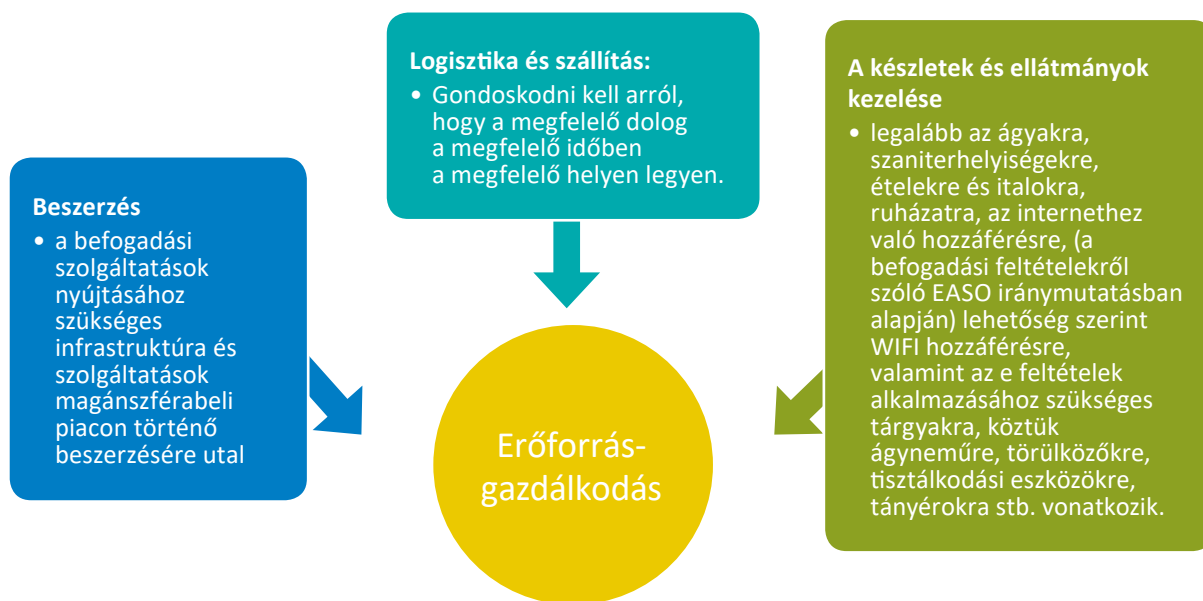 Beszerzés
• a befogadási
szolgáltatások
nyújtásához
szükséges
infrastruktúra és
szolgáltatások
magánszférabeli
piacon történő
beszerzésére utal
Logisztika és szállítás:
• Gondoskodni kell arról,
hogy a megfelelő dolog
a megfelelő időben
a megfelelő helyen legyen.
A készletek és ellátmányok
kezelése
• legalább az ágyakra,
szaniterhelyiségekre,
ételekre és italokra,
ruházatra, az internethez
való hozzáférésre, (a
befogadási feltételekről
szóló EASO iránymutatásban
alapján) lehetőség szerint
WIFI hozzáférésre,
valamint az e feltételek
alkalmazásához szükséges
tárgyakra, köztük
ágyneműre, törülközőkre,
tisztálkodási eszközökre,
tányérokra stb. vonatkozik.
Erőforrás-
gazdálkodás